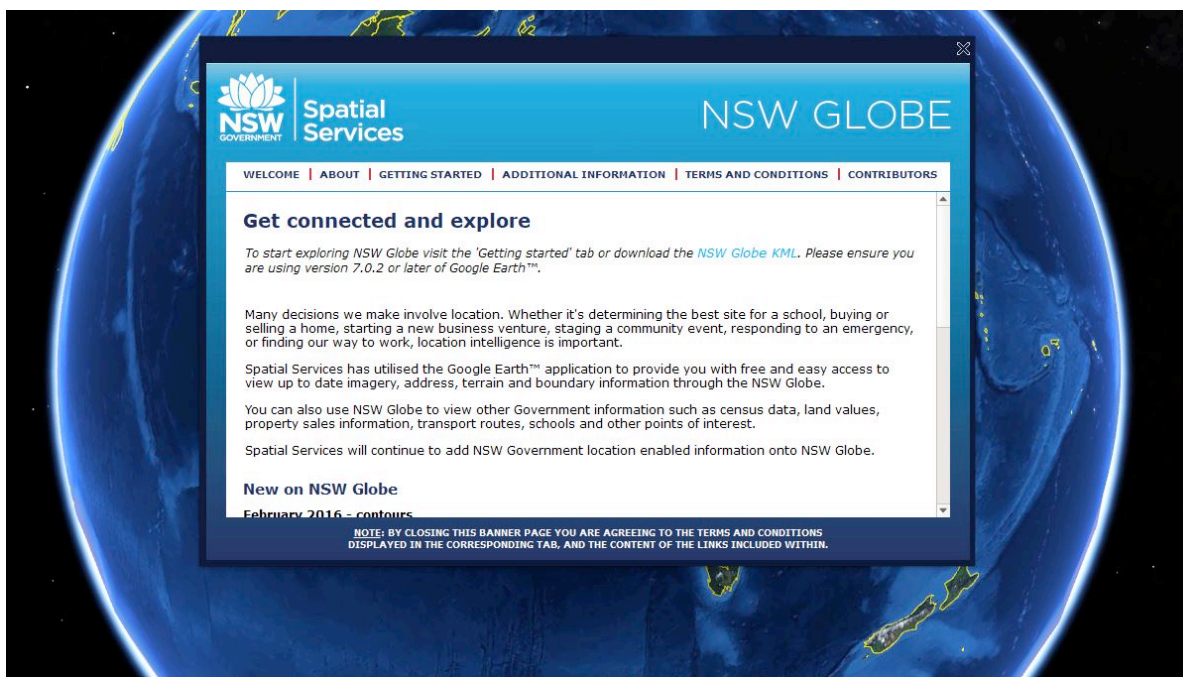 NSW
GOVERNMENT
Spatial
Services
NSW GLOBE
WELCOME | ABOUT | GETTING STARTED | ADDITIONAL INFORMATION | TERMS AND CONDITIONS | CONTRIBUTORS
Get connected and explore
To start exploring NSW Globe visit the 'Getting started' tab or download the NSW Globe KML. Please ensure you
are using version 7.0.2 or later of Google Earth™.
Many decisions we make involve location. Whether it's determining the best site for a school, buying or
selling a home, starting a new business venture, staging a community event, responding to an emergency,
or finding our way to work, location intelligence is important.
Spatial Services has utilised the Google Earth™ application to provide you with free and easy access to
view up to date imagery, address, terrain and boundary information through the NSW Globe.
You can also use NSW Globe to view other Government information such as census data, land values,
property sales information, transport routes, schools and other points of interest.
Spatial Services will continue to add NSW Government location enabled information onto NSW Globe.
New on NSW Globe
February 2016 - contours
NOTE: BY CLOSING THIS BANNER PAGE YOU ARE AGREEING TO THE TERMS AND CONDITIONS
DISPLAYED IN THE CORRESPONDING TAB, AND THE CONTENT OF THE LINKS INCLUDED WITHIN.